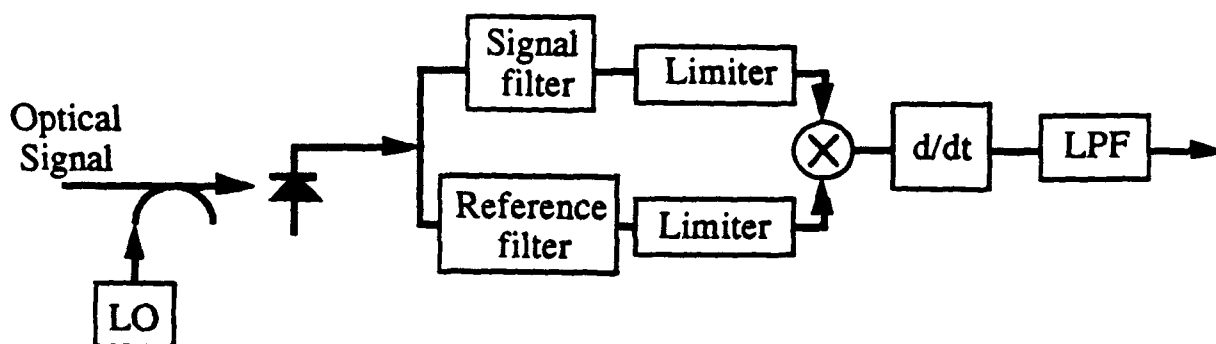 Optical
Signal
LO
Signal
filter
Limiter
Reference
filter
Limiter
d/dt
LPF